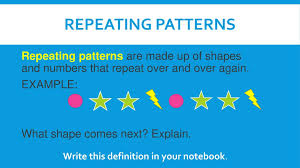 REPEATING PATTERNS
Repeating patterns are made up of shapes
and numbers that repeat over and over again.
EXAMPLE:
What shape comes next? Explain.
Write this definition in your notebook.